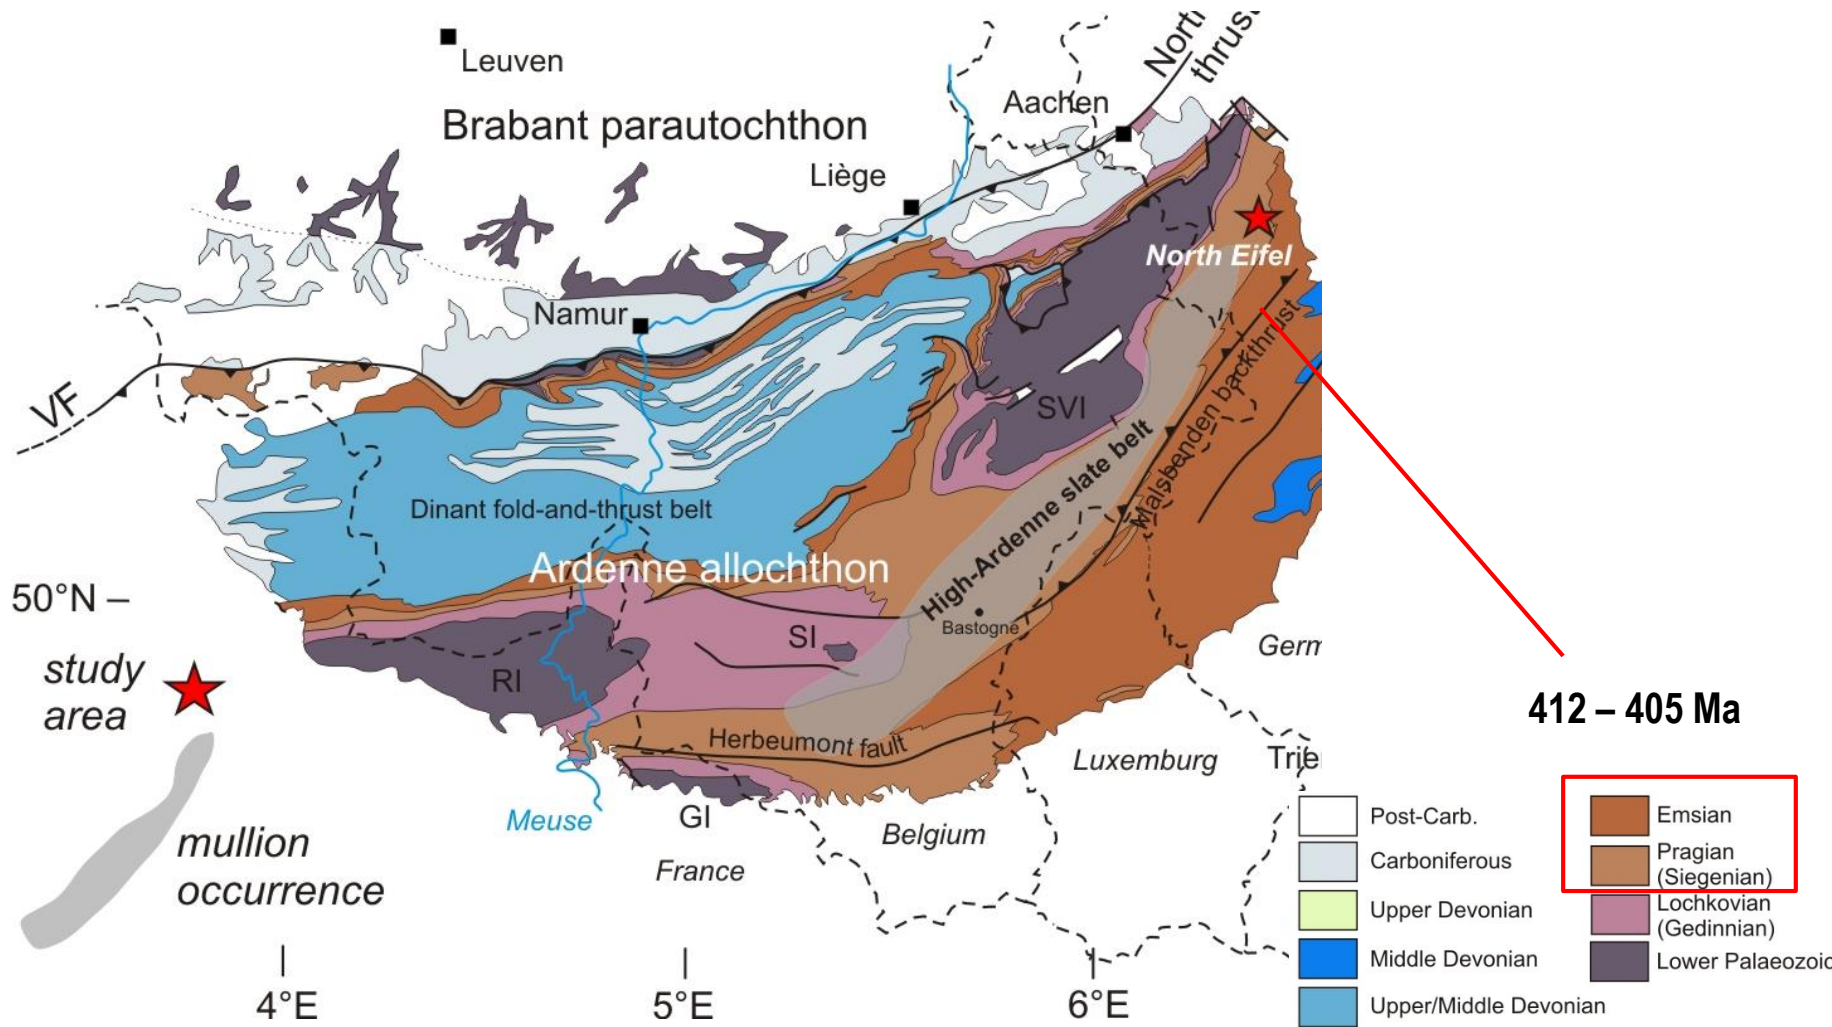 Leuven
North
thrust
Aachen
Brabant parautochthon
Liège
North Eifel
Namur
VF
SVI
Malsbenden backthrust
High-Ardenne slate belt
Dinant fold-and-thrust belt
Ardenne allochthon
50°N
Bastogne
SI
RI
Germ
study
area
412 – 405 Ma
Herbeumont fault
Luxemburg
Trier
Meuse
GI
Belgium
France
mullion
occurrence
4°E
5°E
6°E
Post-Carb.
Carboniferous
Upper Devonian
Middle Devonian
Upper/Middle Devonian
Emsian
Pragian
(Siegenian)
Lochkovian
(Gedinnian)
Lower Palaeozoic